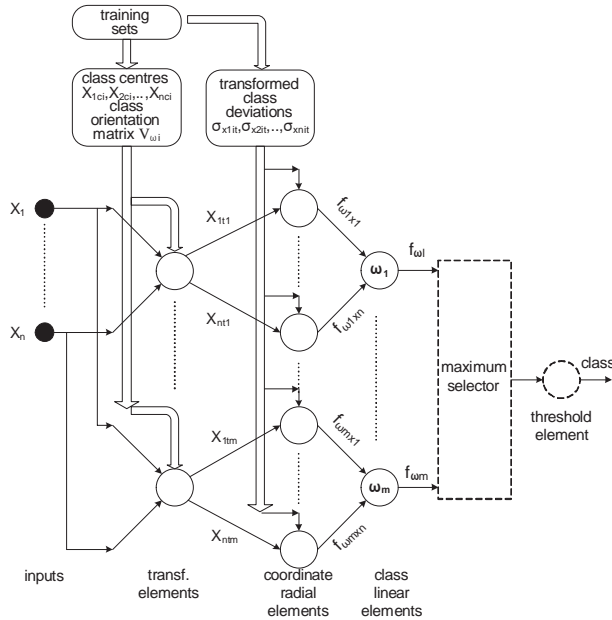 training
sets
class centres
X1ci,X2ci,..,Xnci
class
orientation
matrix Vωi
transformed
class
deviations
σx1it,σx2it,..,σxnit
X1
Xn
X1t1
Xnt1
X1tm
Xntm
fω1x1
fω1xn
fωmx1
fωmxn
ω1
ωm
fωl
fωm
maximum
selector
class
threshold
element
inputs
transf.
elements
coordinate
radial
elements
class
linear
elements